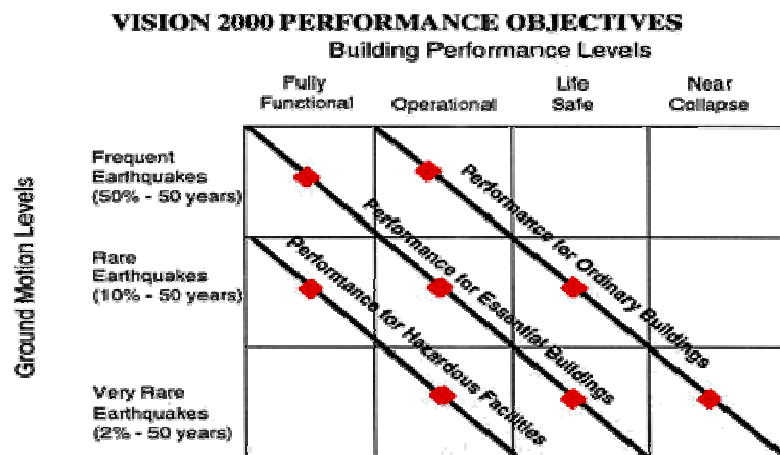 VISION 2000 PERFORMANCE OBJECTIVES
Building Performance Levels
Fully
Functional
Operational
Life
Safe
Near
Collapse
Ground Motion Levels
Frequent
Earthquakes
(50% - 50 years)
Rare
Earthquakes
(10% - 50 years)
Very Rare
Earthquakes
(2% - 50 years)
Performance for Ordinary Buildings
Performance for Essential Buildings
Performance for Hazardous Facilities